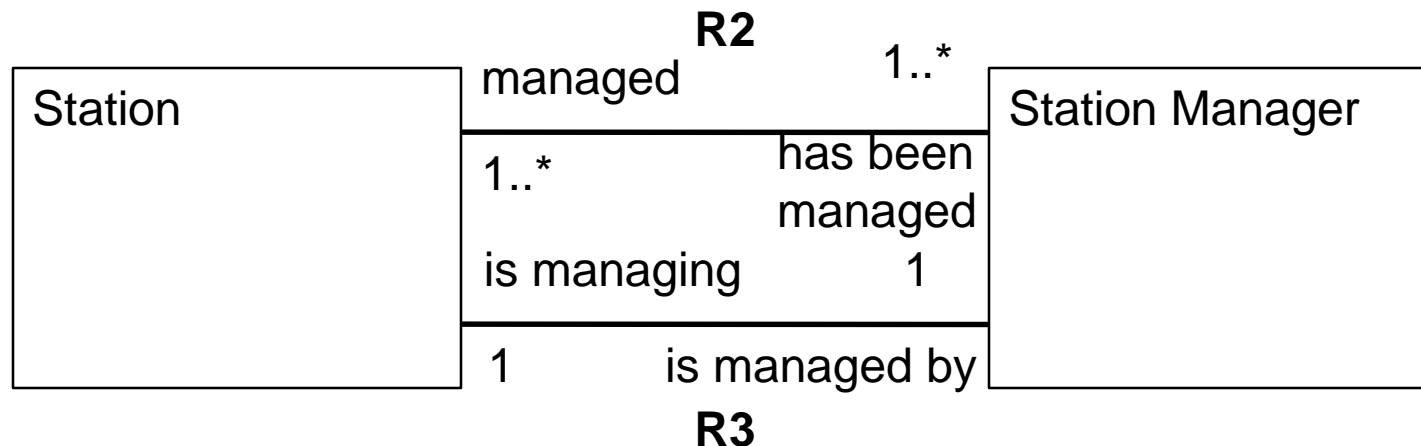 R2
managed
1..*
Station
Station Manager
1..*
has been
managed
is managing
1
1
is managed by
R3